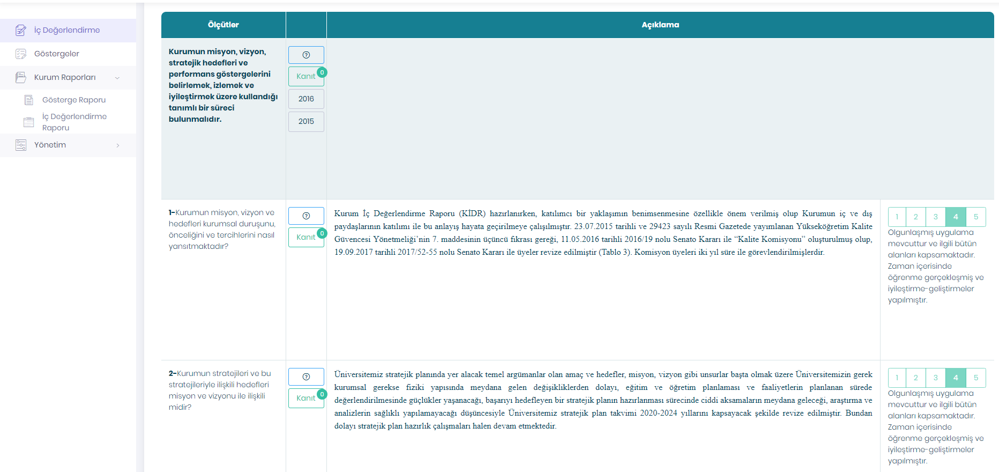 İç Değerlendirme
Göstergeler
Kurum Raporları
Gösterge Raporu
İç Değerlendirme
Raporu
Yönetim
Ölçütler
Açıklama
Kurumun misyon, vizyon,
stratejik hedefleri ve
performans göstergelerini
belirlemek, izlemek ve
iyileştirmek üzere kullandığı
tanımlı bir süreci
bulunmalıdır.
Kanıt 0
2016
2015
1-Kurumun misyon, vizyon ve
hedefleri kurumsal duruşunu,
önceliğini ve tercihlerini nasıl
yansıtmaktadır?
Kanıt 0
Kurum İç Değerlendirme Raporu (KİDR) hazırlanırken, katılımcı bir yaklaşımın benimsenmesine özellikle önem verilmiş olup Kurumun iç ve dış
paydaşlarının katılımı ile bu anlayış hayata geçirilmeye çalışılmıştır. 23.07.2015 tarihli ve 29423 sayılı Resmi Gazetede yayımlanan Yükseköğretim Kalite
Güvencesi Yönetmeliği’nin 7. maddesinin üçüncü fıkrası gereği, 11.05.2016 tarihli 2016/19 nolu Senato Kararı ile “Kalite Komisyonu” oluşturulmuş olup,
19.09.2017 tarihli 2017/52-55 nolu Senato Kararı ile üyeler revize edilmiştir (Tablo 3). Komisyon üyeleri iki yıl süre ile görevlendirilmişlerdir.
1 2 3 4 5
Olgunlaşmış uygulama
mevcuttur ve ilgili bütün
alanları kapsamaktadır.
Zaman içerisinde
öğrenme gerçekleşmiş ve
iyileştirme-geliştirmeler
yapılmıştır.
2-Kurumun stratejileri ve bu
stratejileriyle ilişkili hedefleri
misyon ve vizyonu ile ilişkili
midir?
Kanıt 0
Üniversitemiz stratejik planında yer alacak temel argümanlar olan amaç ve hedefler, misyon, vizyon gibi unsurlar başta olmak üzere Üniversitemizin gerek
kurumsal gerekse fiziki yapısında meydana gelen değişikliklerden dolayı, eğitim ve öğretim planlaması ve faaliyetlerin planlanan sürede
değerlendirilmesinde güçlükler yaşanacağı, başarıyı hedefleyen bir stratejik planın hazırlanması sürecinde ciddi aksamaların meydana geleceği, araştırma ve
analizlerin sağlıklı yapılamayacağı düşüncesiyle Üniversitemiz stratejik plan takvimi 2020-2024 yıllarını kapsayacak şekilde revize edilmiştir. Bundan
dolayı stratejik plan hazırlık çalışmaları halen devam etmektedir.
1 2 3 4 5
Olgunlaşmış uygulama
mevcuttur ve ilgili bütün
alanları kapsamaktadır.
Zaman içerisinde
öğrenme gerçekleşmiş ve
iyileştirme-geliştirmeler
yapılmıştır.